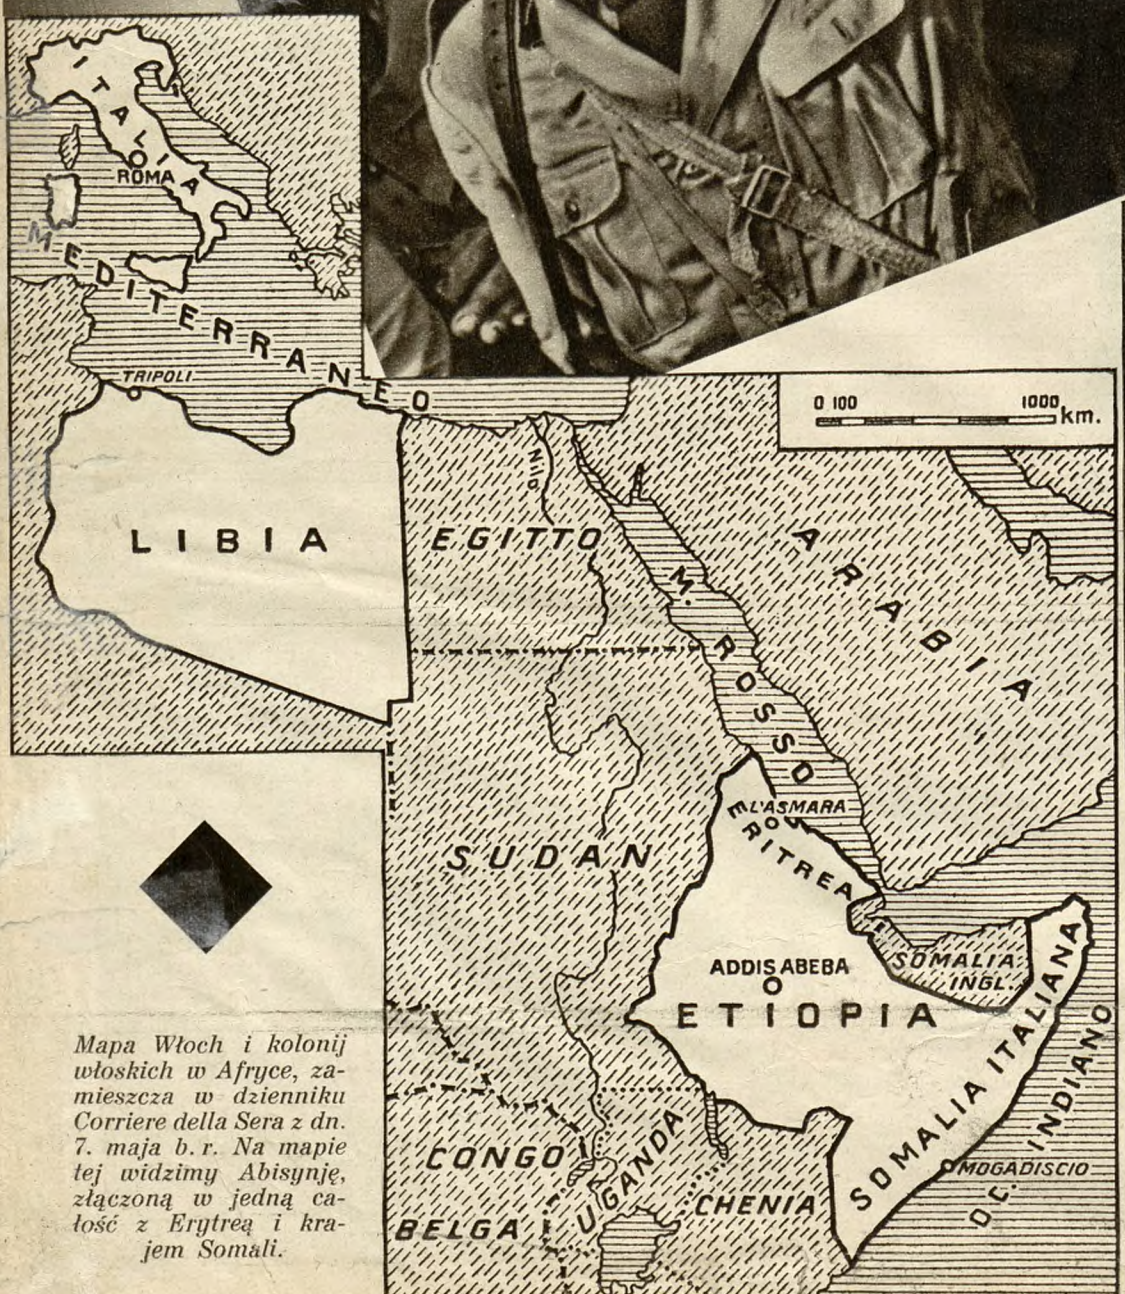 ITALIA
ROMA
MEDITERRANEO
TRIPOLI
0 100 1000 km.
LIBIA
EGITTO
Nilo
ARABIA
M. ROSSO
L'ASMARA
ERITREA
SUDAN
ADDIS ABEBA
ETIOPIA
SOMALIA
INGL.
SOMALIA ITALIANA
OC. INDIANO
MOGADISCIO
CONGO
BELGA
UGANDA
CHENIA
Mapa Włoch i kolonij
włoskich w Afryce, za-
mieszcza w dzienniku
Corriere della Sera z dn.
7. maja b. r. Na mapie
tej widzimy Abisynję,
złączoną w jedną ca-
łość z Erytreą i kra-
jem Somali.